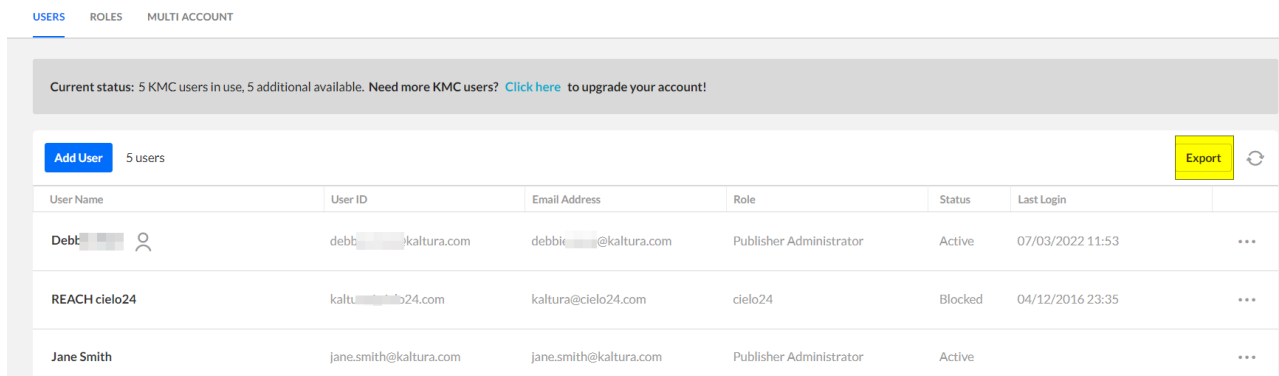 USERS ROLES MULTI ACCOUNT
Current status: 5 KMC users in use, 5 additional available. Need more KMC users? Click here to upgrade your account!
Add User 5 users Export
User Name User ID Email Address Role Status Last Login
Publisher Administrator Active 07/03/2022 11:53
REACH cielo24 kaltura@cielo24.com cielo24 Blocked 04/12/2016 23:35
Jane Smith jane.smith@kaltura.com jane.smith@kaltura.com Publisher Administrator Active